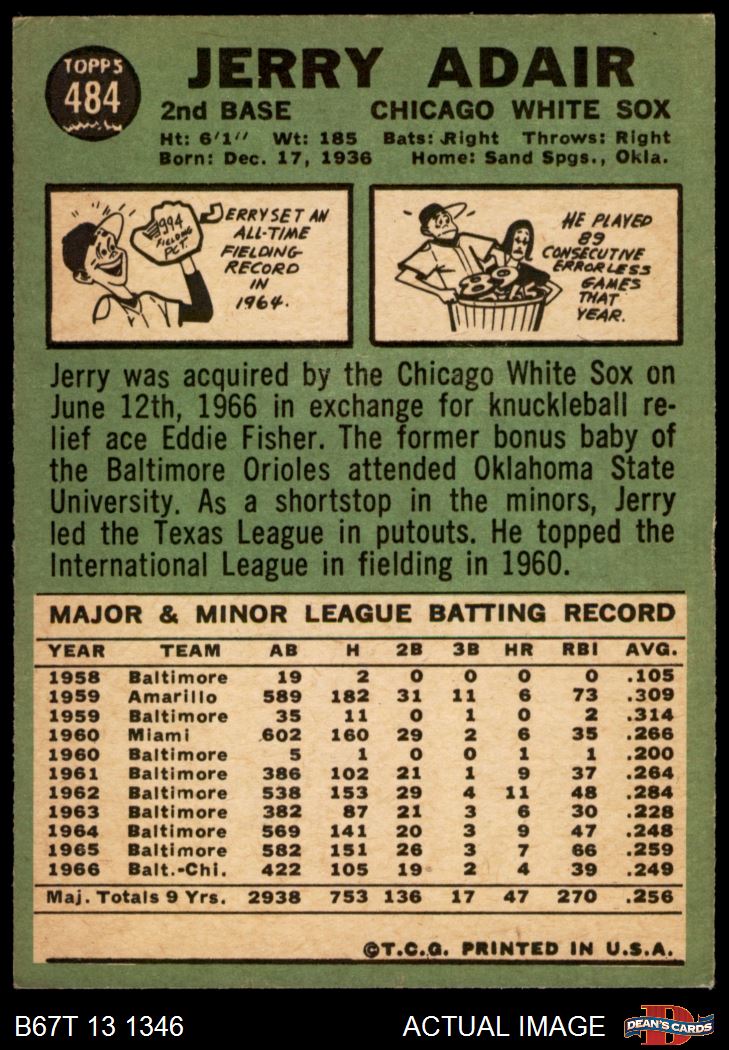 TOPPS
484
JERRY ADAIR
2nd BASE CHICAGO WHITE SOX
Ht: 6'1'' Wt: 185 Bats: Right Throws: Right
Born: Dec. 17, 1936 Home: Sand Spgs., Okla.
.994
FIELDING
PCT.
JERRY SET AN
ALL-TIME
FIELDING
RECORD
IN
1964.
HE PLAYED
89
CONSECUTIVE
ERRORLESS
GAMES
THAT
YEAR.
Jerry was acquired by the Chicago White Sox on
June 12th, 1966 in exchange for knuckleball re-
lief ace Eddie Fisher. The former bonus baby of
the Baltimore Orioles attended Oklahoma State
University. As a shortstop in the minors, Jerry
led the Texas League in putouts. He topped the
International League in fielding in 1960.
MAJOR & MINOR LEAGUE BATTING RECORD
YEAR TEAM AB H 2B 3B HR RBI AVG.
1958 Baltimore 19 2 0 0 0 0 .105
1959 Amarillo 589 182 31 11 6 73 .309
1959 Baltimore 35 11 0 1 0 2 .314
1960 Miami 602 160 29 2 6 35 .266
1960 Baltimore 5 1 0 0 1 1 .200
1961 Baltimore 386 102 21 1 9 37 .264
1962 Baltimore 538 153 29 4 11 48 .284
1963 Baltimore 382 87 21 3 6 30 .228
1964 Baltimore 569 141 20 3 9 47 .248
1965 Baltimore 582 151 26 3 7 66 .259
1966 Balt.-Chi. 422 105 19 2 4 39 .249
Maj. Totals 9 Yrs. 2938 753 136 17 47 270 .256
©T.C.G. PRINTED IN U.S.A.
B67T 13 1346 ACTUAL IMAGE
DEAN'S CARDS